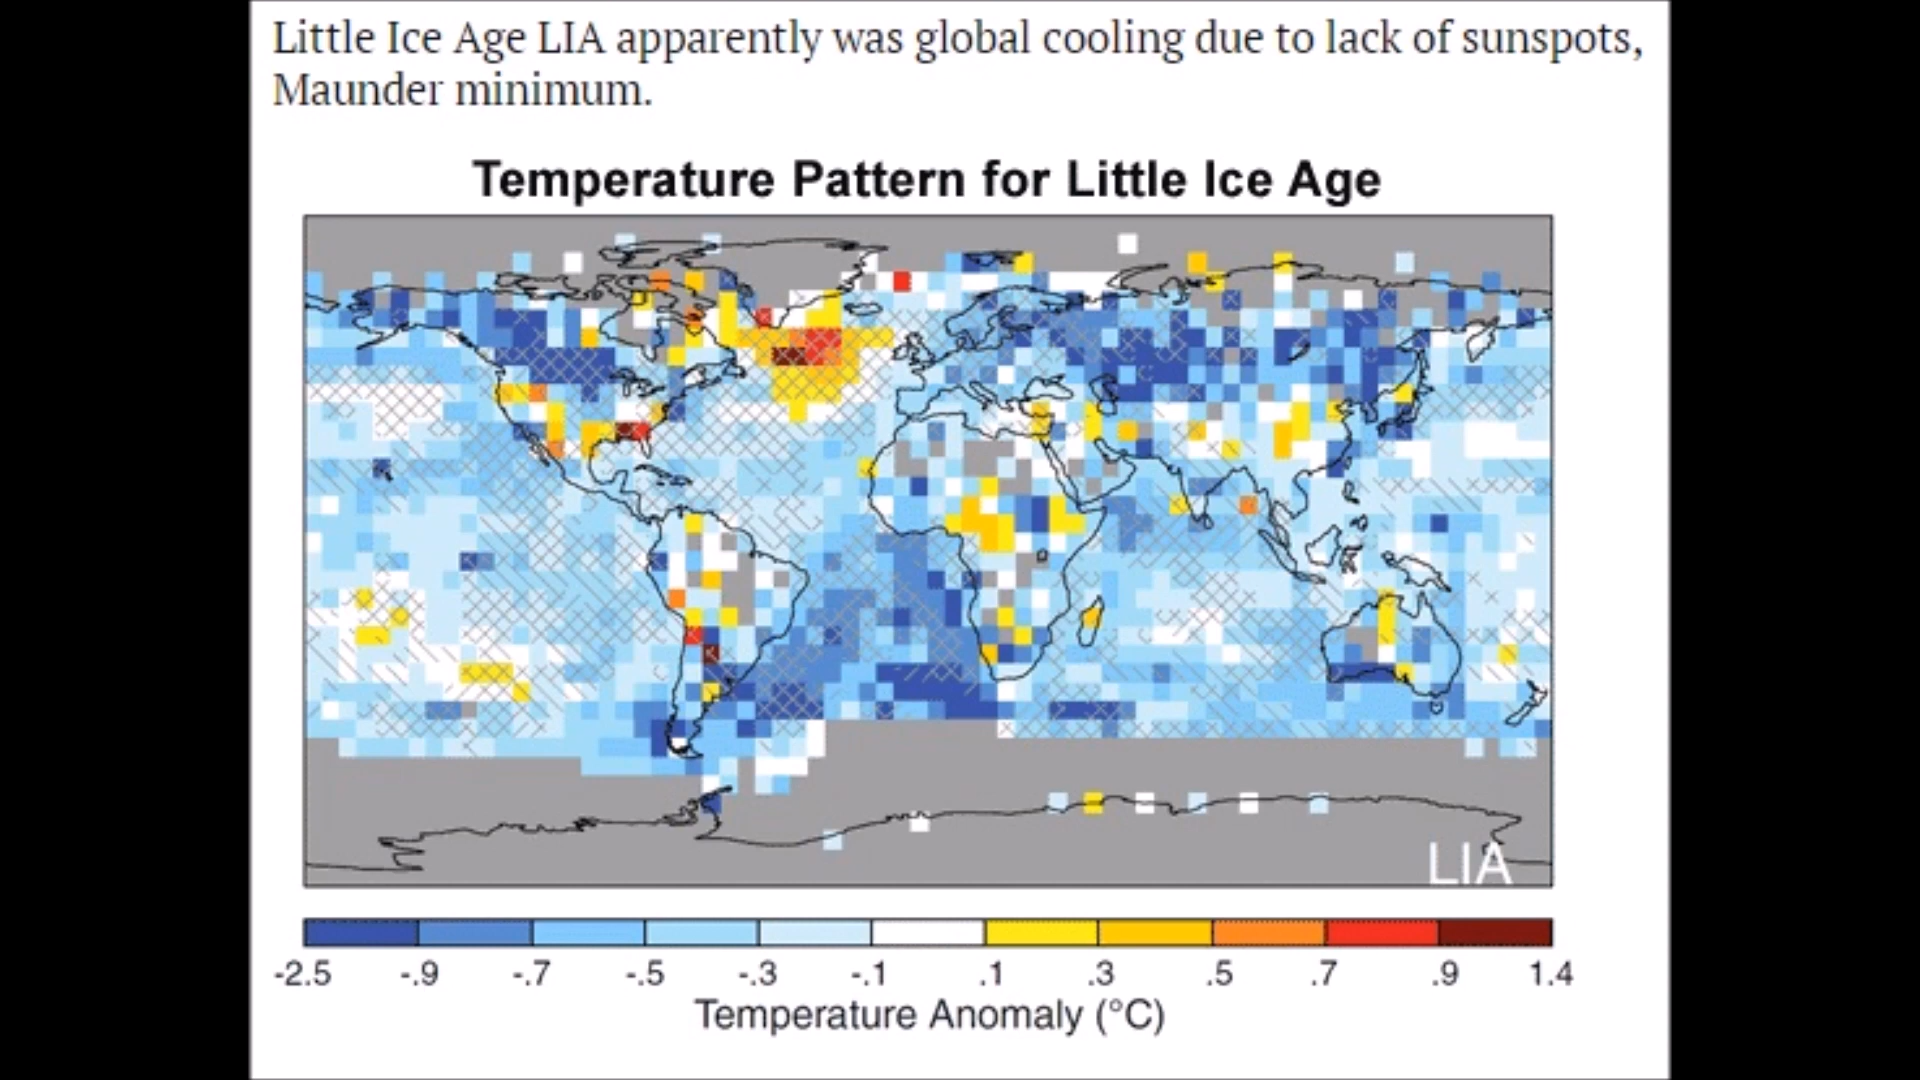 Little Ice Age LIA apparently was global cooling due to lack of sunspots,
Maunder minimum.
Temperature Pattern for Little Ice Age
LIA
-2.5 -.9 -.7 -.5 -.3 -.1 .1 .3 .5 .7 .9 1.4
Temperature Anomaly (°C)